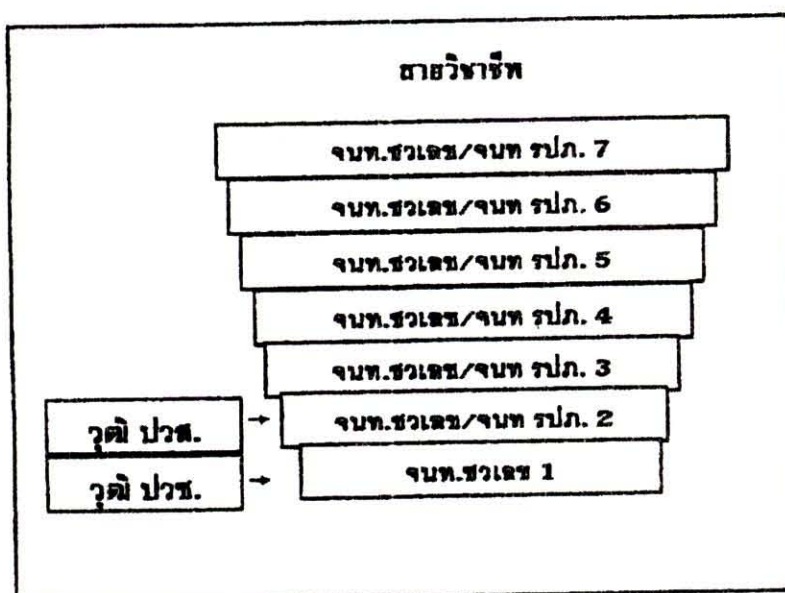 สายวิชาชีพ
จนท.ชวเลข/จนท รปภ. 7
จนท.ชวเลข/จนท รปภ. 6
จนท.ชวเลข/จนท รปภ. 5
จนท.ชวเลข/จนท รปภ. 4
จนท.ชวเลข/จนท รปภ. 3
วุฒิ ปวส. → จนท.ชวเลข/จนท รปภ. 2
วุฒิ ปวช. → จนท.ชวเลข 1